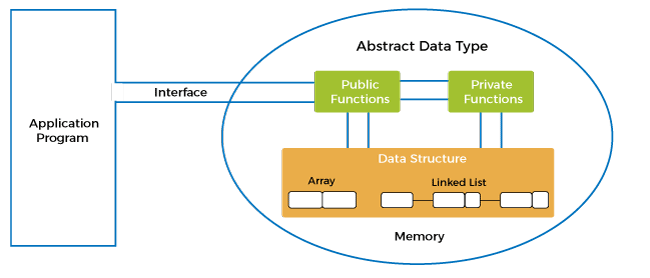 Abstract Data Type
Application
Program
Interface
Public
Functions
Private
Functions
Data Structure
Array
Linked List
Memory